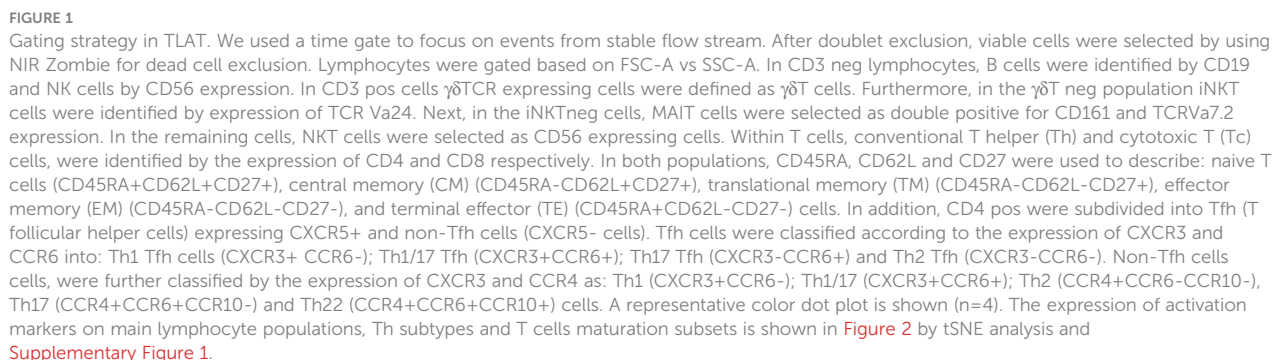 FIGURE 1
Gating strategy in TLAT. We used a time gate to focus on events from stable flow stream. After doublet exclusion, viable cells were selected by using
NIR Zombie for dead cell exclusion. Lymphocytes were gated based on FSC-A vs SSC-A. In CD3 neg lymphocytes, B cells were identified by CD19
and NK cells by CD56 expression. In CD3 pos cells γδTCR expressing cells were defined as γδT cells. Furthermore, in the γδT neg population iNKT
cells were identified by expression of TCR Va24. Next, in the iNKTneg cells, MAIT cells were selected as double positive for CD161 and TCRVa7.2
expression. In the remaining cells, NKT cells were selected as CD56 expressing cells. Within T cells, conventional T helper (Th) and cytotoxic T (Tc)
cells, were identified by the expression of CD4 and CD8 respectively. In both populations, CD45RA, CD62L and CD27 were used to describe: naive T
cells (CD45RA+CD62L+CD27+), central memory (CM) (CD45RA-CD62L+CD27+), translational memory (TM) (CD45RA-CD62L-CD27+), effector
memory (EM) (CD45RA-CD62L-CD27-), and terminal effector (TE) (CD45RA+CD62L-CD27-) cells. In addition, CD4 pos were subdivided into Tfh (T
follicular helper cells) expressing CXCR5+ and non-Tfh cells (CXCR5- cells). Tfh cells were classified according to the expression of CXCR3 and
CCR6 into: Th1 Tfh cells (CXCR3+ CCR6-); Th1/17 Tfh (CXCR3+CCR6+); Th17 Tfh (CXCR3-CCR6+) and Th2 Tfh (CXCR3-CCR6-). Non-Tfh cells
cells, were further classified by the expression of CXCR3 and CCR4 as: Th1 (CXCR3+CCR6-); Th1/17 (CXCR3+CCR6+); Th2 (CCR4+CCR6-CCR10-),
Th17 (CCR4+CCR6+CCR10-) and Th22 (CCR4+CCR6+CCR10+) cells. A representative color dot plot is shown (n=4). The expression of activation
markers on main lymphocyte populations, Th subtypes and T cells maturation subsets is shown in Figure 2 by tSNE analysis and
Supplementary Figure 1.